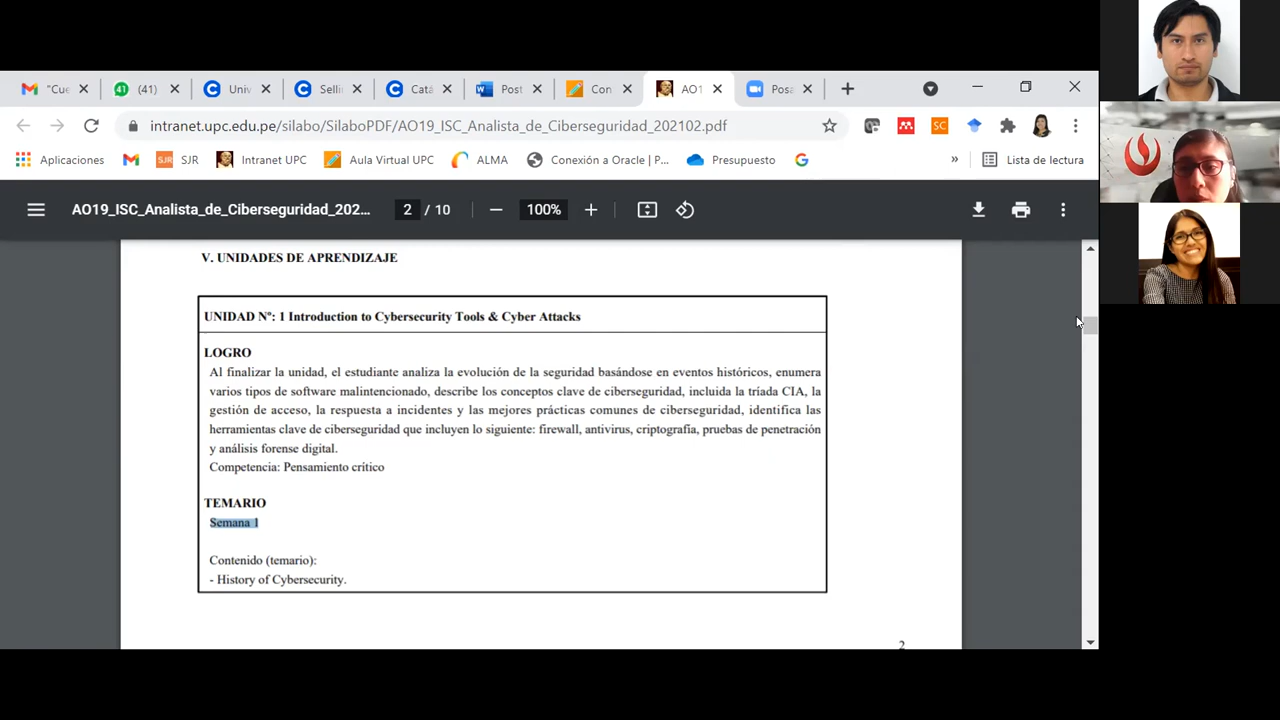 "Cue
(41)
Univ
Sellin
Catá
Post
Con
AO1
Posa
intranet.upc.edu.pe/silabo/SilaboPDF/AO19_ISC_Analista_de_Ciberseguridad_202102.pdf
SC
Aplicaciones
SJR SJR
Intranet UPC
Aula Virtual UPC
ALMA
Conexión a Oracle | P...
Presupuesto
»
Lista de lectura
AO19_ISC_Analista_de_Ciberseguridad_202...
2 / 10
100%
V. UNIDADES DE APRENDIZAJE
UNIDAD Nº: 1 Introduction to Cybersecurity Tools & Cyber Attacks
LOGRO
Al finalizar la unidad, el estudiante analiza la evolución de la seguridad basándose en eventos históricos, enumera
varios tipos de software malintencionado, describe los conceptos clave de ciberseguridad, incluida la tríada CIA, la
gestión de acceso, la respuesta a incidentes y las mejores prácticas comunes de ciberseguridad, identifica las
herramientas clave de ciberseguridad que incluyen lo siguiente: firewall, antivirus, criptografía, pruebas de penetración
y análisis forense digital.
Competencia: Pensamiento crítico
TEMARIO
Semana 1
Contenido (temario):
- History of Cybersecurity.
2